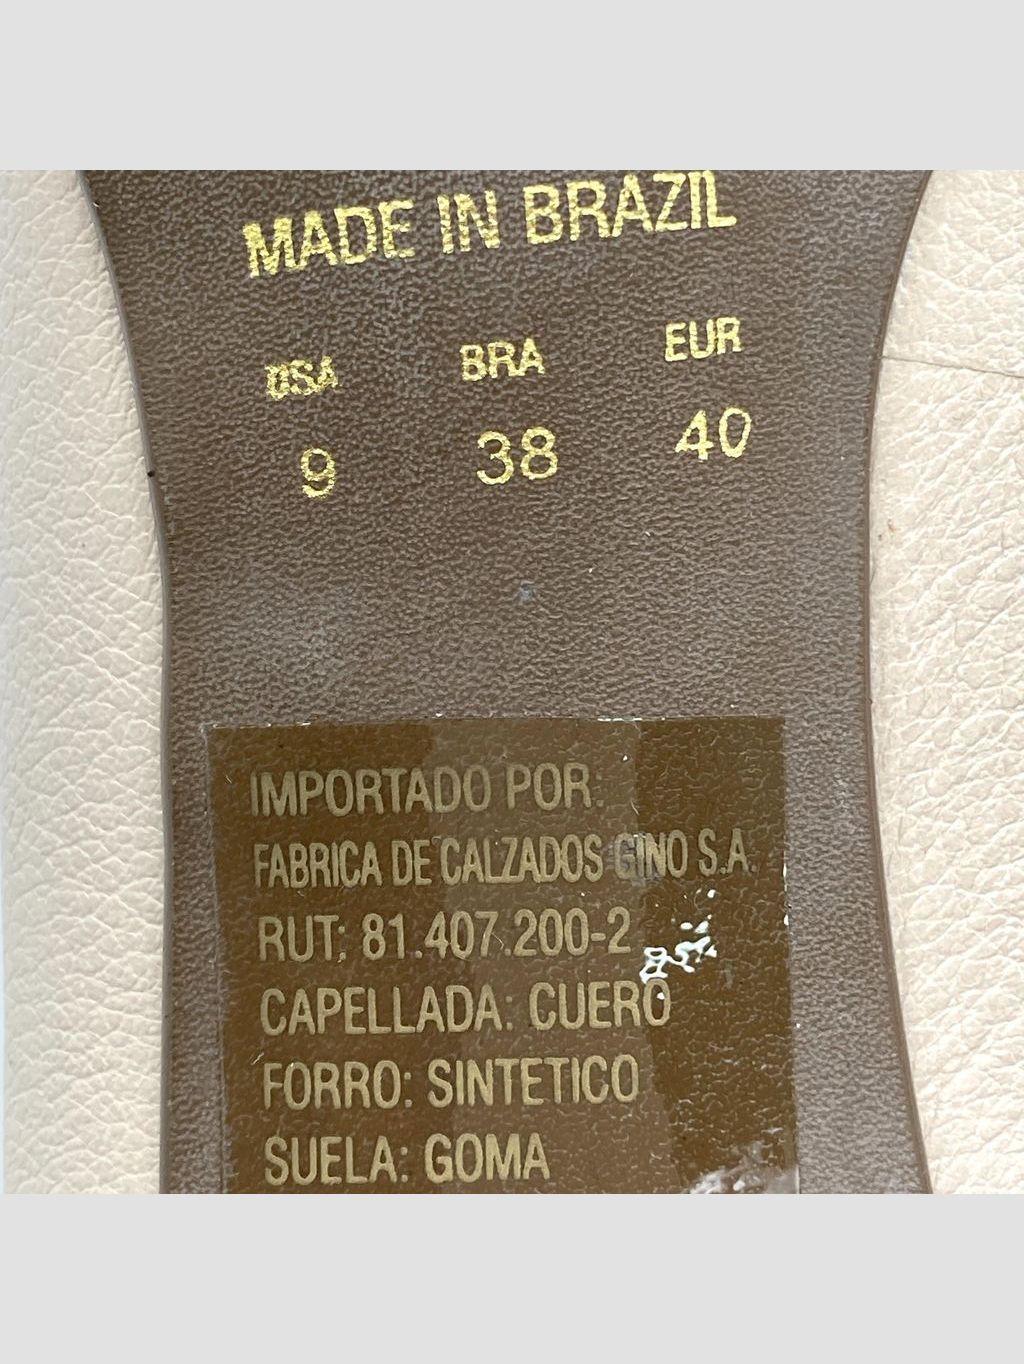 MADE IN BRAZIL
USA BRA EUR
9 38 40
IMPORTADO POR:
FABRICA DE CALZADOS GINO S.A.
RUT: 81.407.200-2
CAPELLADA: CUERO
FORRO: SINTETICO
SUELA: GOMA